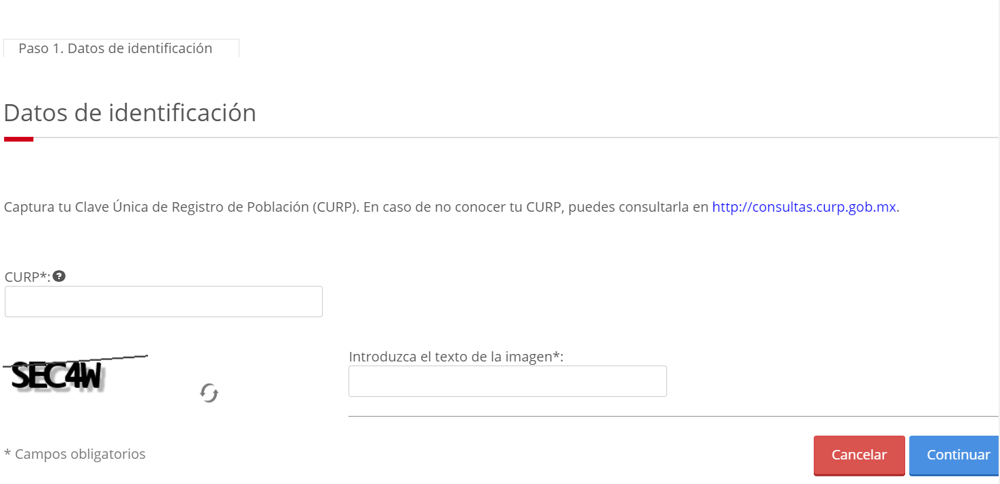 Paso 1. Datos de identificación
Datos de identificación
Captura tu Clave Única de Registro de Población (CURP). En caso de no conocer tu CURP, puedes consultarla en http://consultas.curp.gob.mx.
CURP*:?
SEC4W
Introduzca el texto de la imagen*:
* Campos obligatorios
Cancelar
Continuar